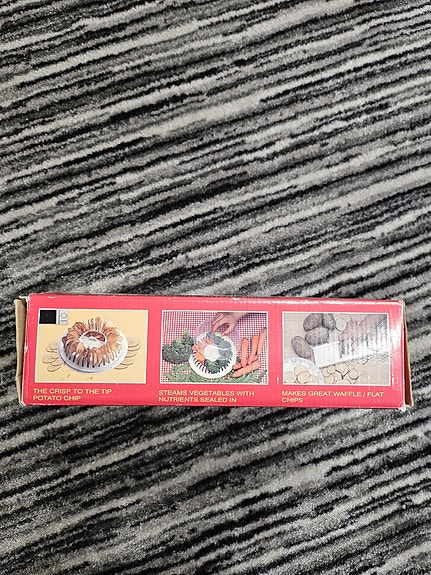 THE CRISP TO THE TIP
POTATO CHIP
STEAMS VEGETABLES WITH
NUTRIENTS SEALED IN
MAKES GREAT WAFFLE / FLAT
CHIPS